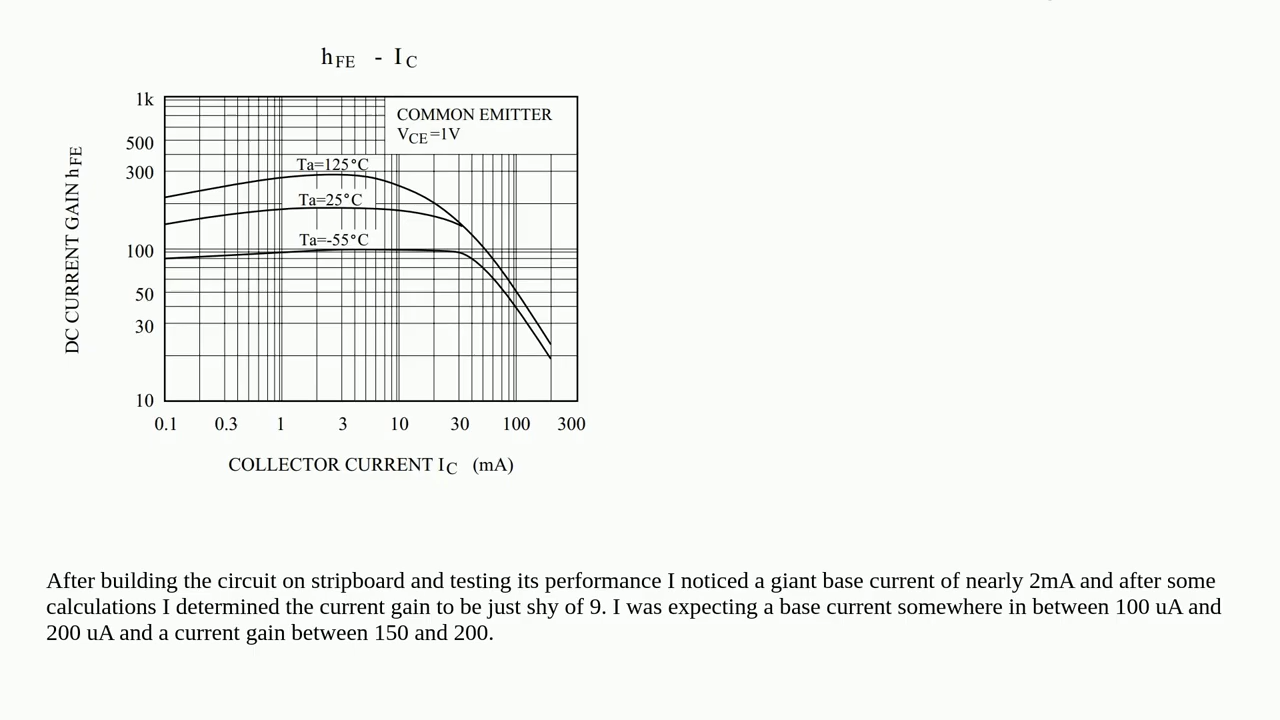 hFE - IC
COMMON EMITTER
VCE=1V
1k
500
300
100
50
30
10
DC CURRENT GAIN hFE
Ta=125°C
Ta=25°C
Ta=-55°C
0.1 0.3 1 3 10 30 100 300
COLLECTOR CURRENT IC (mA)
After building the circuit on stripboard and testing its performance I noticed a giant base current of nearly 2mA and after some
calculations I determined the current gain to be just shy of 9. I was expecting a base current somewhere in between 100 uA and
200 uA and a current gain between 150 and 200.